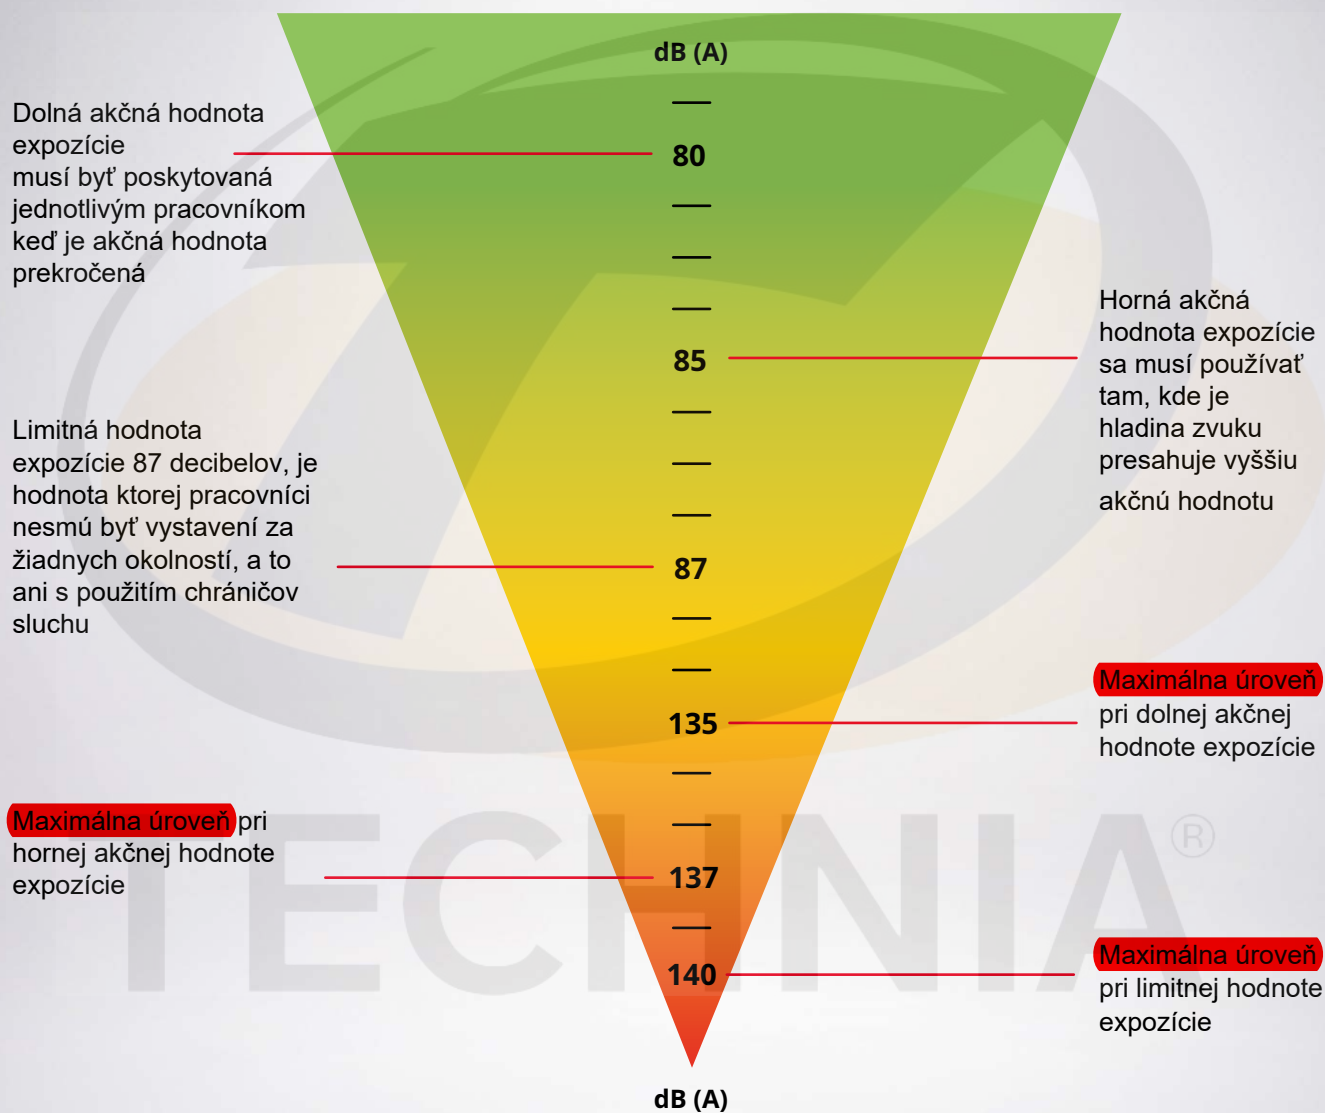 dB (A)
Dolná akčná hodnota
expozície
musí byť poskytovaná
jednotlivým pracovníkom
keď je akčná hodnota
prekročená
80
Horná akčná
hodnota expozície
sa musí používať
tam, kde je
hladina zvuku
presahuje vyššiu
akčnú hodnotu
85
Limitná hodnota
expozície 87 decibelov, je
hodnota ktorej pracovníci
nesmú byť vystavení za
žiadnych okolností, a to
ani s použitím chráničov
sluchu
87
Maximálna úroveň
pri dolnej akčnej
hodnote expozície
135
Maximálna úroveň pri
hornej akčnej hodnote
expozície
137
Maximálna úroveň
pri limitnej hodnote
expozície
140
dB (A)
TECHNIA®